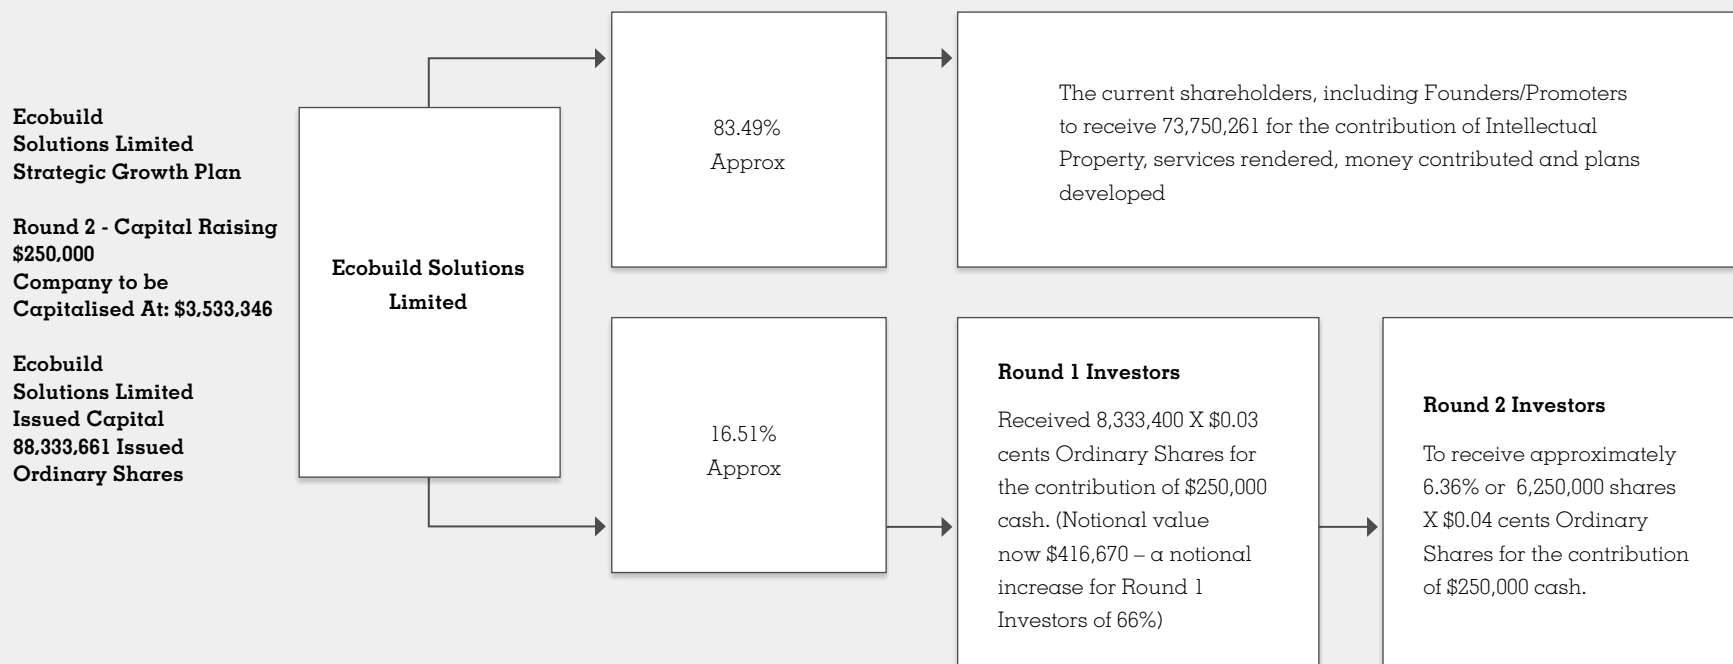 Ecobuild
Solutions Limited
Strategic Growth Plan
Round 2 - Capital Raising
$250,000
Company to be
Capitalised At: $3,533,346
Ecobuild
Solutions Limited
Issued Capital
88,333,661 Issued
Ordinary Shares
Ecobuild Solutions
Limited
83.49%
Approx
The current shareholders, including Founders/Promoters
to receive 73,750,261 for the contribution of Intellectual
Property, services rendered, money contributed and plans
developed
16.51%
Approx
Round 1 Investors
Received 8,333,400 X $0.03
cents Ordinary Shares for
the contribution of $250,000
cash. (Notional value
now $416,670 – a notional
increase for Round 1
Investors of 66%)
Round 2 Investors
To receive approximately
6.36% or 6,250,000 shares
X $0.04 cents Ordinary
Shares for the contribution
of $250,000 cash.